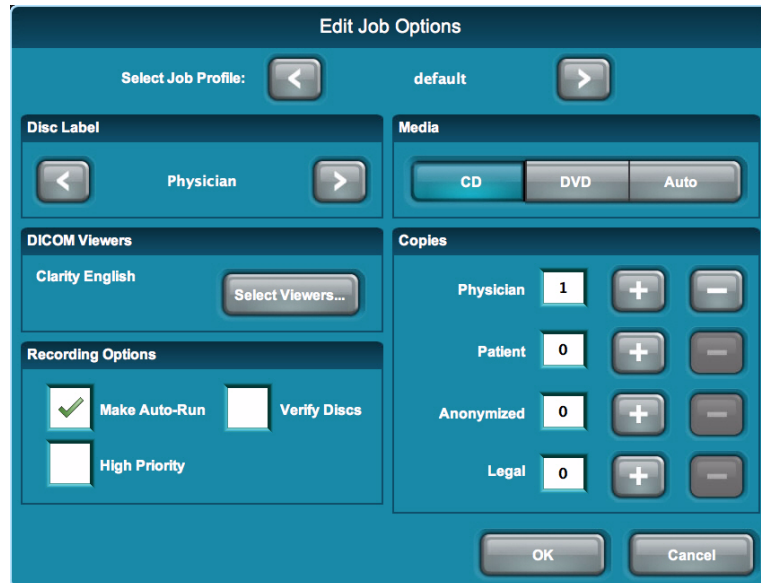 Edit Job Options
Select Job Profile: < default >
Disc Label
< Physician >
Media
CD DVD Auto
DICOM Viewers
Clarity English
Select Viewers...
Copies
Physician 1 + −
Patient 0 + −
Anonymized 0 + −
Legal 0 + −
Recording Options
Make Auto-Run Verify Discs
High Priority
OK Cancel